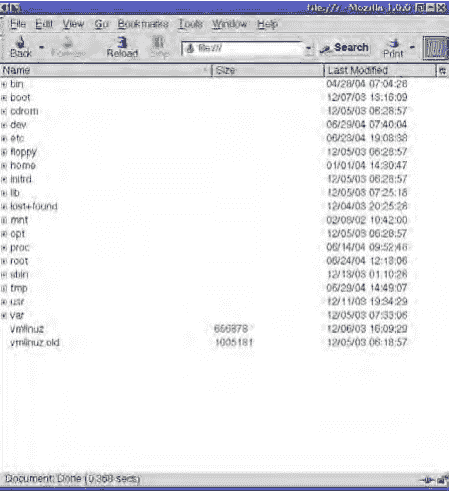 file:/// - Mozilla 1.0.0
File Edit View Go Bookmarks Tools Window Help
Back Forward Reload Stop file:/// Search Print
Name Size Last Modified
bin 04/28/04 07:04:28
boot 12/07/03 13:16:09
cdrom 12/05/03 06:28:57
dev 06/29/04 07:40:04
etc 06/23/04 19:08:38
floppy 12/05/03 06:28:57
home 01/01/04 14:30:47
initrd 12/05/03 06:28:57
lib 12/05/03 07:25:18
lost+found 12/04/03 20:25:28
mnt 02/08/02 10:42:00
opt 12/05/03 06:28:57
proc 06/14/04 09:52:46
root 06/24/04 12:13:06
sbin 12/13/03 01:10:28
tmp 06/29/04 14:49:07
usr 12/11/03 19:34:29
var 12/05/03 07:33:06
vmlinuz 656878 12/06/03 16:09:29
vmlinuz.old 1005181 12/05/03 06:18:57
Document: Done (0.368 secs)